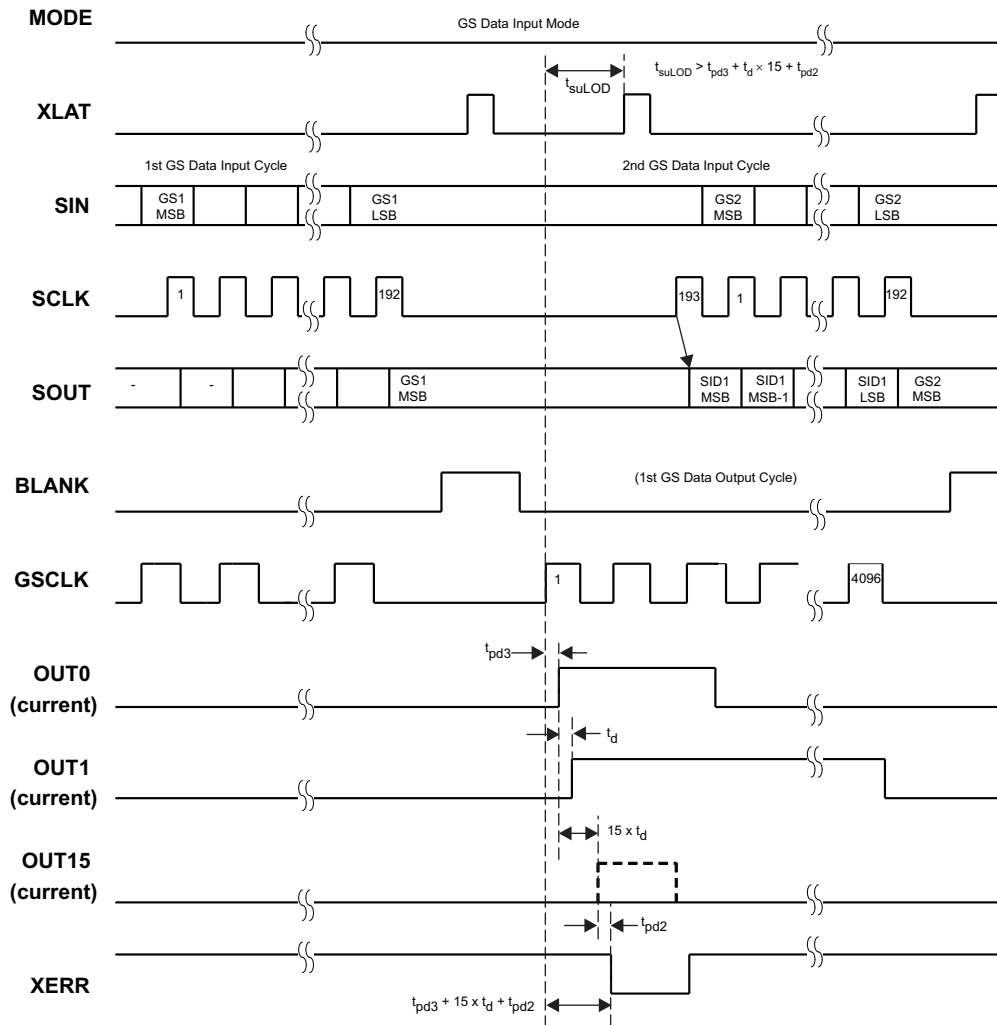 MODE
GS Data Input Mode
tsuLOD
tsuLOD > tpd3 + td × 15 + tpd2
XLAT
1st GS Data Input Cycle
2nd GS Data Input Cycle
SIN
GS1 MSB
GS1 LSB
GS2 MSB
GS2 LSB
SCLK
1
192
193
1
192
SOUT
-
-
GS1 MSB
SID1 MSB
SID1 MSB-1
SID1 LSB
GS2 MSB
BLANK
(1st GS Data Output Cycle)
GSCLK
1
4096
tpd3
OUT0
(current)
td
OUT1
(current)
15 x td
OUT15
(current)
tpd2
XERR
tpd3 + 15 x td + tpd2